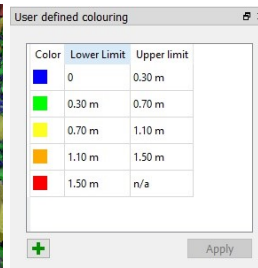 User defined colouring
Color Lower Limit Upper limit
0 0.30 m
0.30 m 0.70 m
0.70 m 1.10 m
1.10 m 1.50 m
1.50 m n/a
Apply